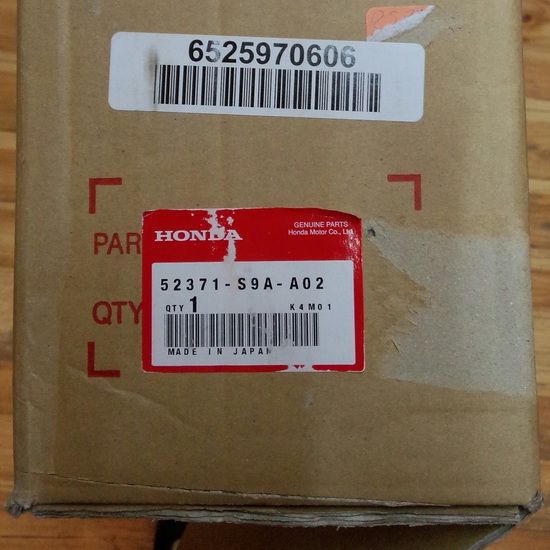 6525970606
PAR
QTY
HONDA
GENUINE PARTS
Honda Motor Co., Ltd.
52371-S9A-A02
QTY 1 K4M01
MADE IN JAPAN